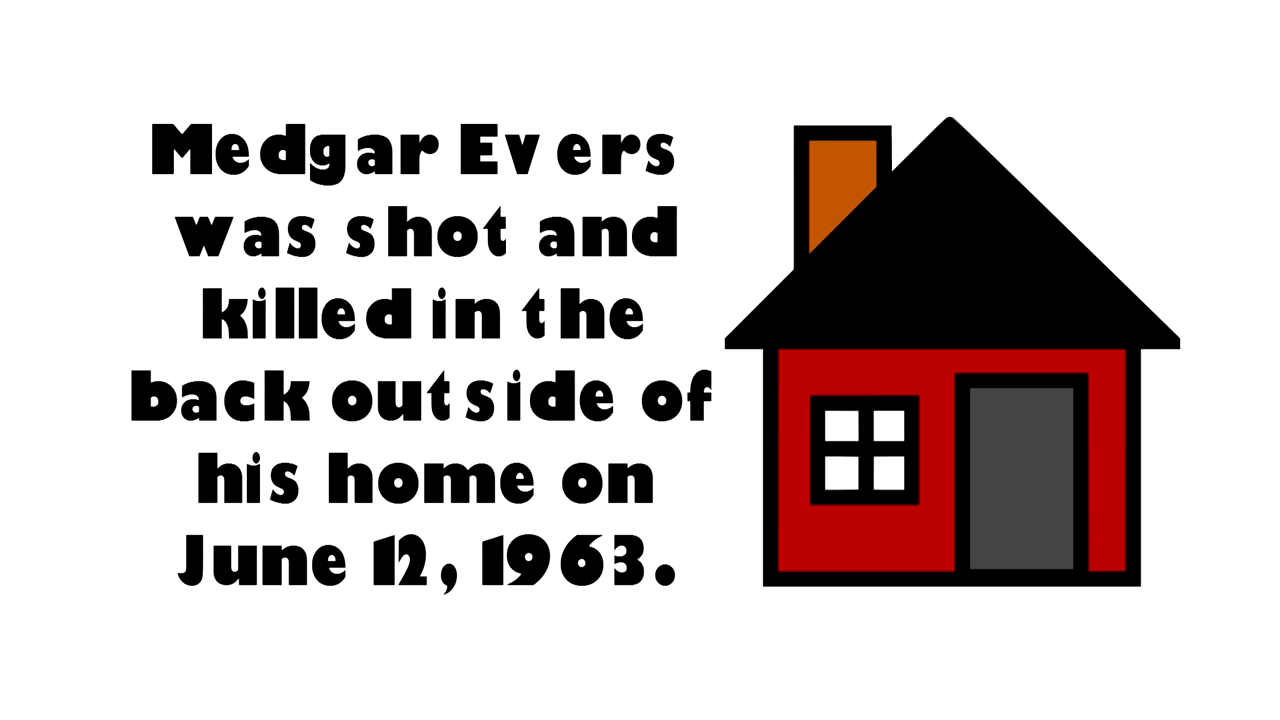 Medgar Evers
was shot and
killed in the
back outside of
his home on
June 12, 1963.